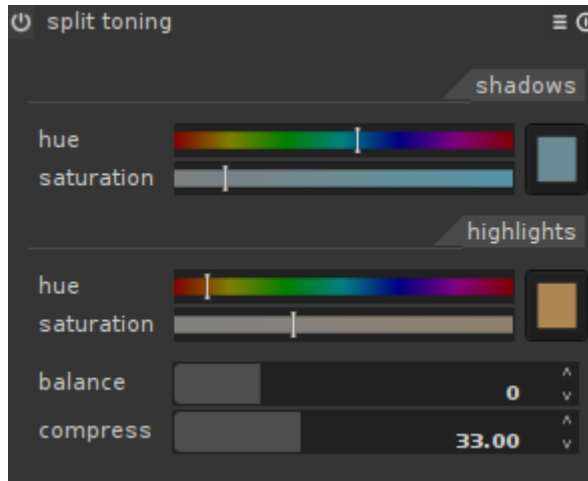 split toning
shadows
hue
saturation
highlights
hue
saturation
balance 0
compress 33.00